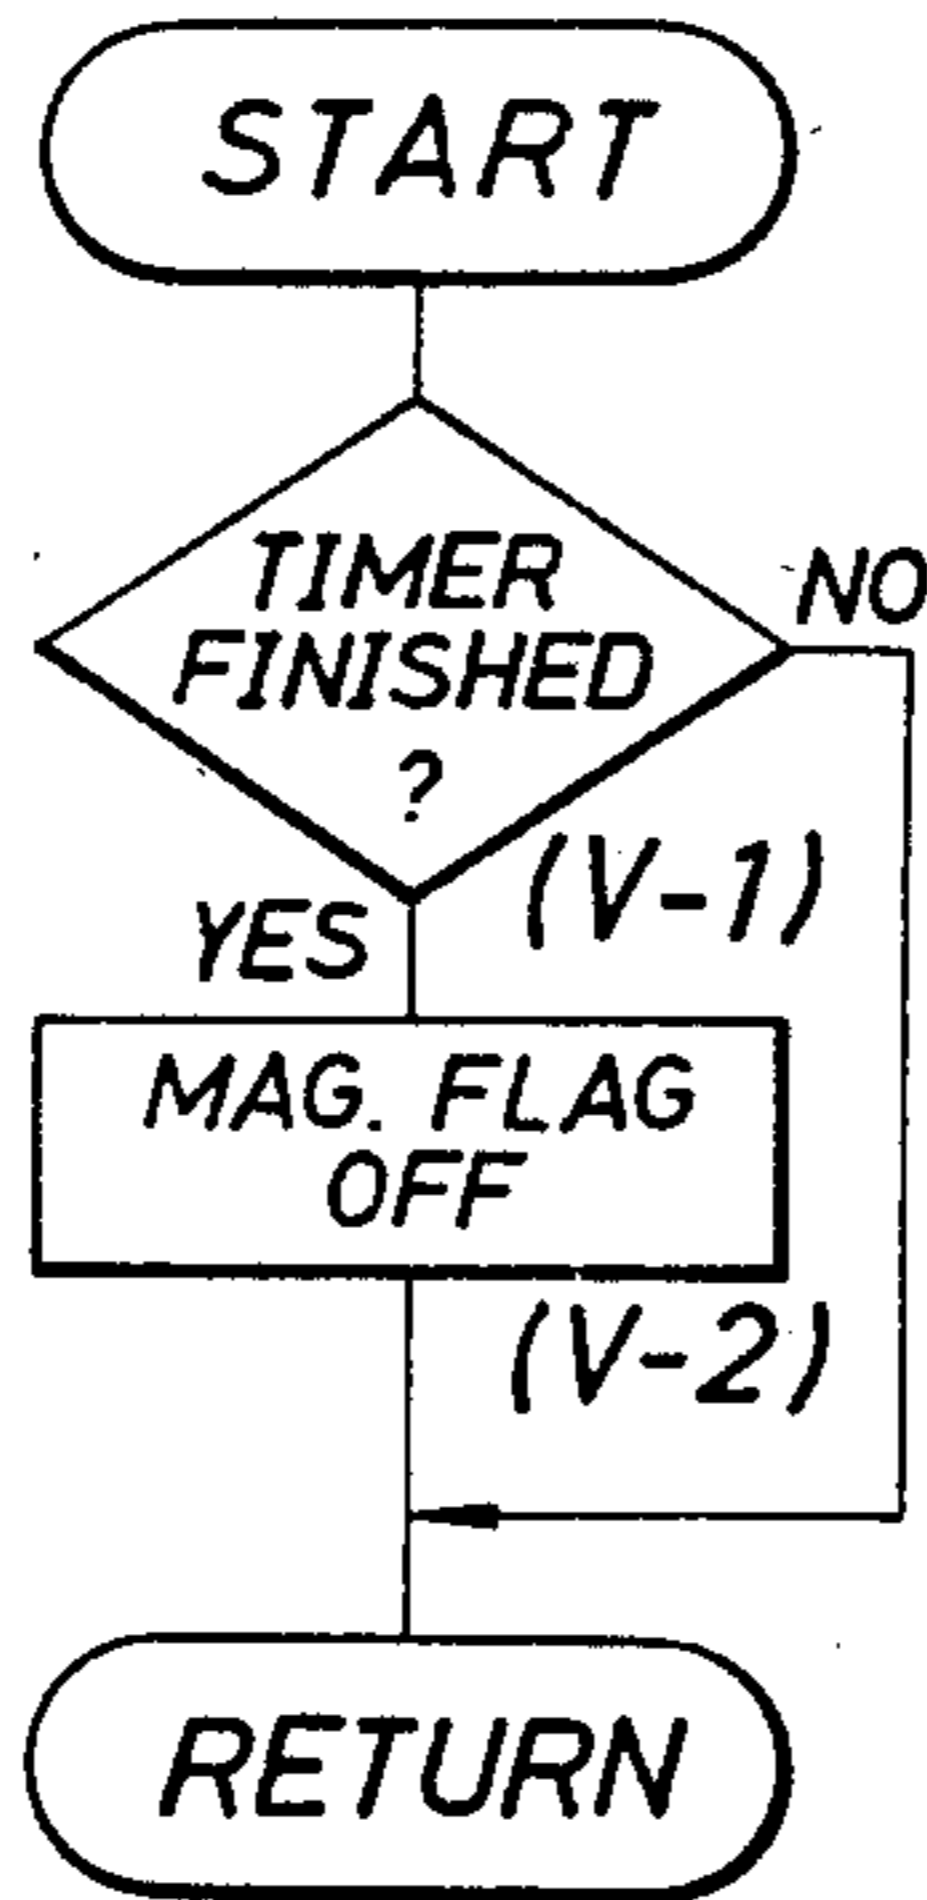 START
TIMER
FINISHED
?
NO
(V-1)
YES
MAG. FLAG
OFF
(V-2)
RETURN